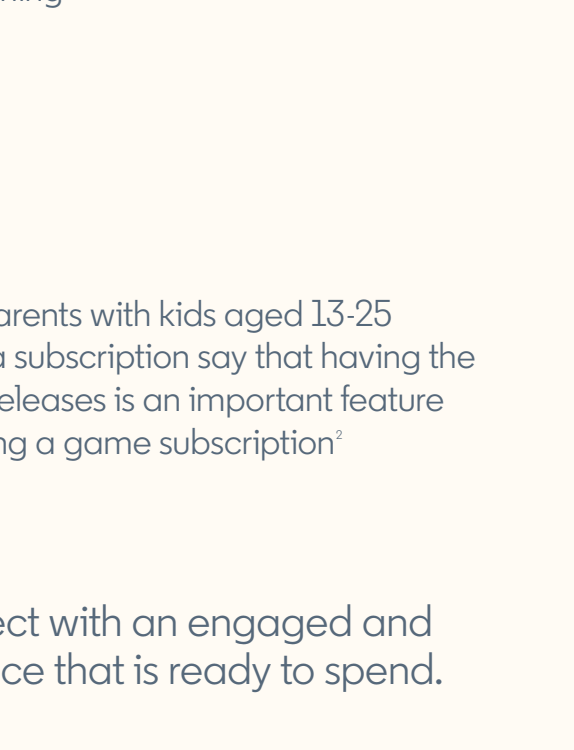 arents with kids aged 13-25
a subscription say that having the
eleases is an important feature
ng a game subscription²
ect with an engaged and
ce that is ready to spend.